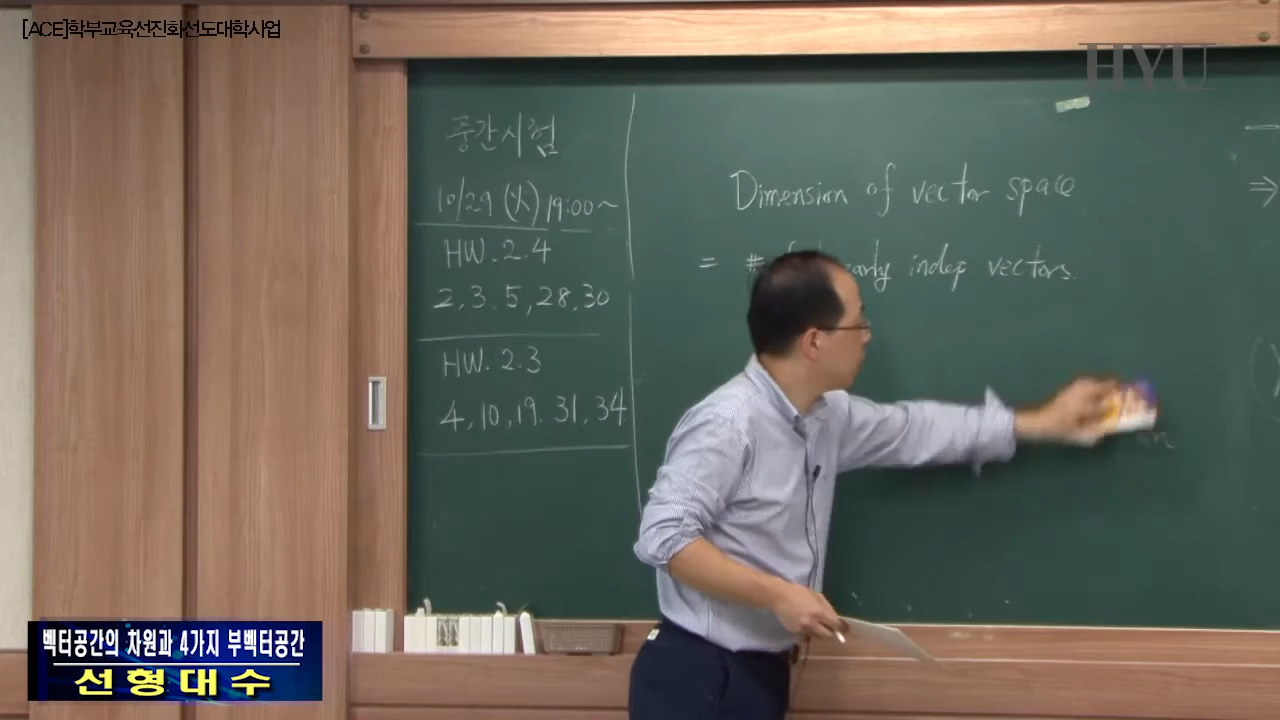 [ACE]학부교육선진화선도대학사업
HYU
중간시험
10/29 (火) 19:00~
HW. 2.4
2, 3, 5, 28, 30
HW. 2.3
4, 10, 19. 31, 34
Dimension of vector space
= # indep. vectors.
⇒
벡터공간의 차원과 4가지 부벡터공간
선형대수